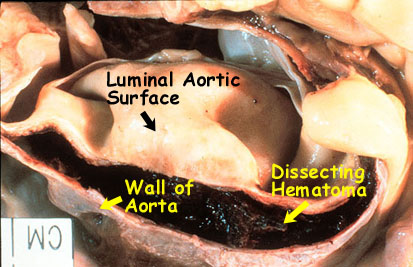 Luminal Aortic
Surface
Dissecting
Hematoma
Wall of
Aorta
CM